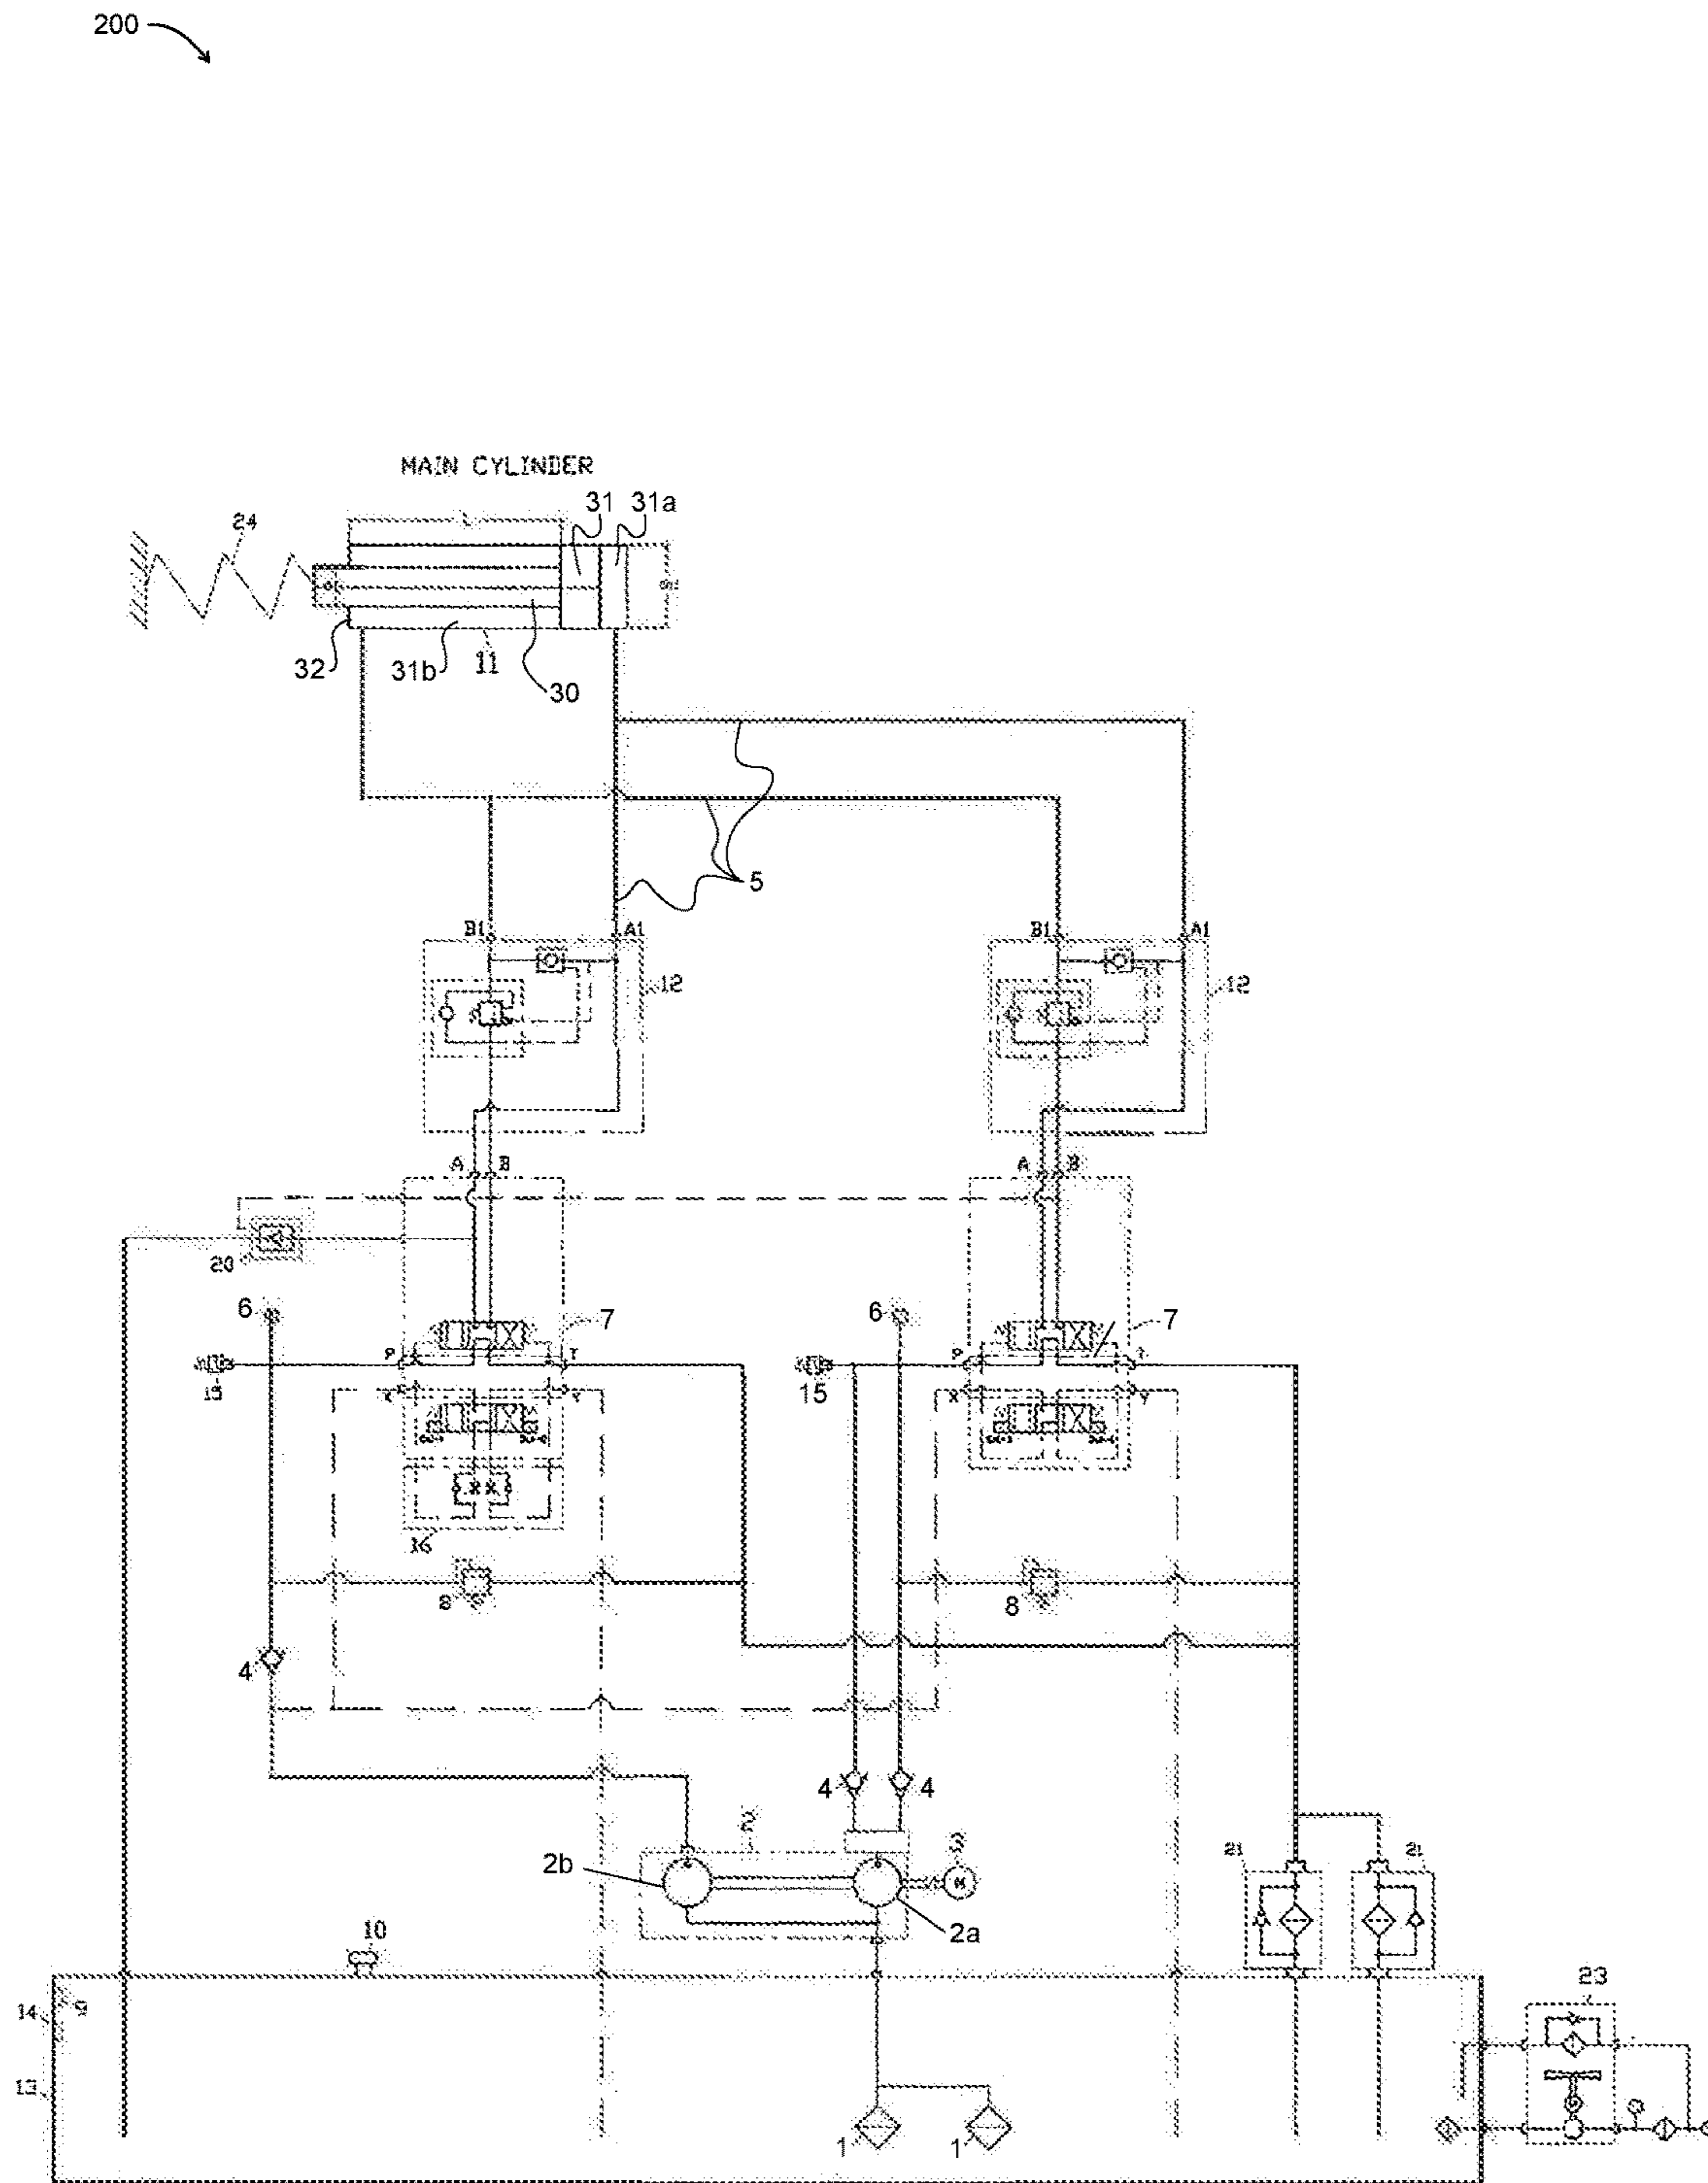 200
MAIN CYLINDER
31 31a
24
32 31b 11 30
5
B1 A1 B1 A1
12 12
A B A B
20
6 7 6 7
P T P T
15 15
X Y X Y
16
8 8
4
4 4
2 3
2b 2a
21 21
10
14 9 23
13
1 1